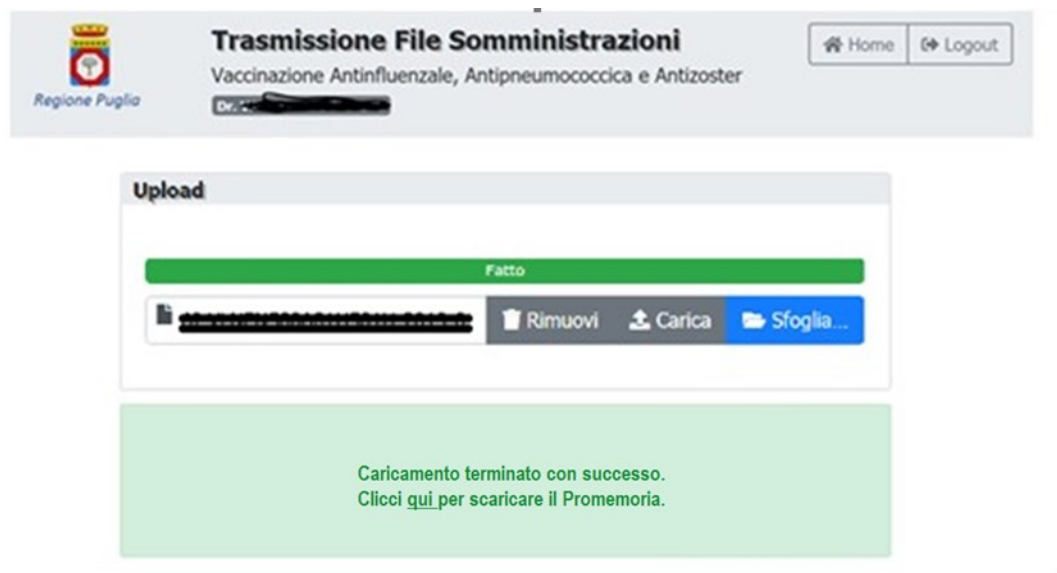 Trasmissione File Somministrazioni
Home
Logout
Vaccinazione Antinfluenzale, Antipneumococcica e Antizoster
Regione Puglia
Dr.
Upload
Fatto
Rimuovi
Carica
Sfoglia...
Caricamento terminato con successo.
Clicci qui per scaricare il Promemoria.